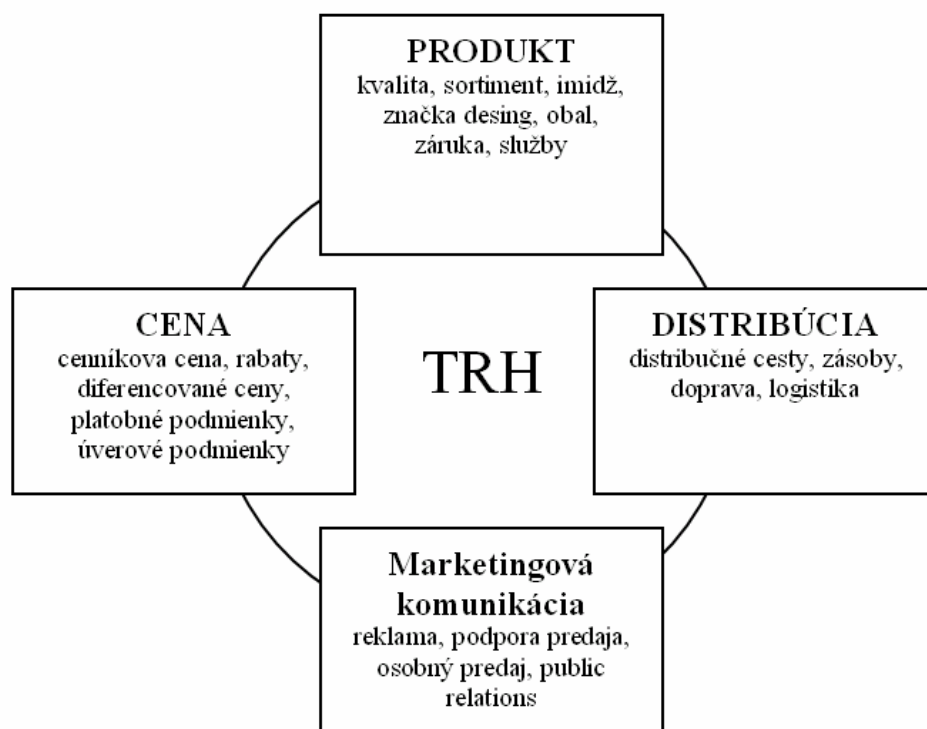 PRODUKT
kvalita, sortiment, imidž,
značka desing, obal,
záruka, služby
CENA
cenníkova cena, rabaty,
diferencované ceny,
platobné podmienky,
úverové podmienky
TRH
DISTRIBÚCIA
distribučné cesty, zásoby,
doprava, logistika
Marketingová
komunikácia
reklama, podpora predaja,
osobný predaj, public
relations